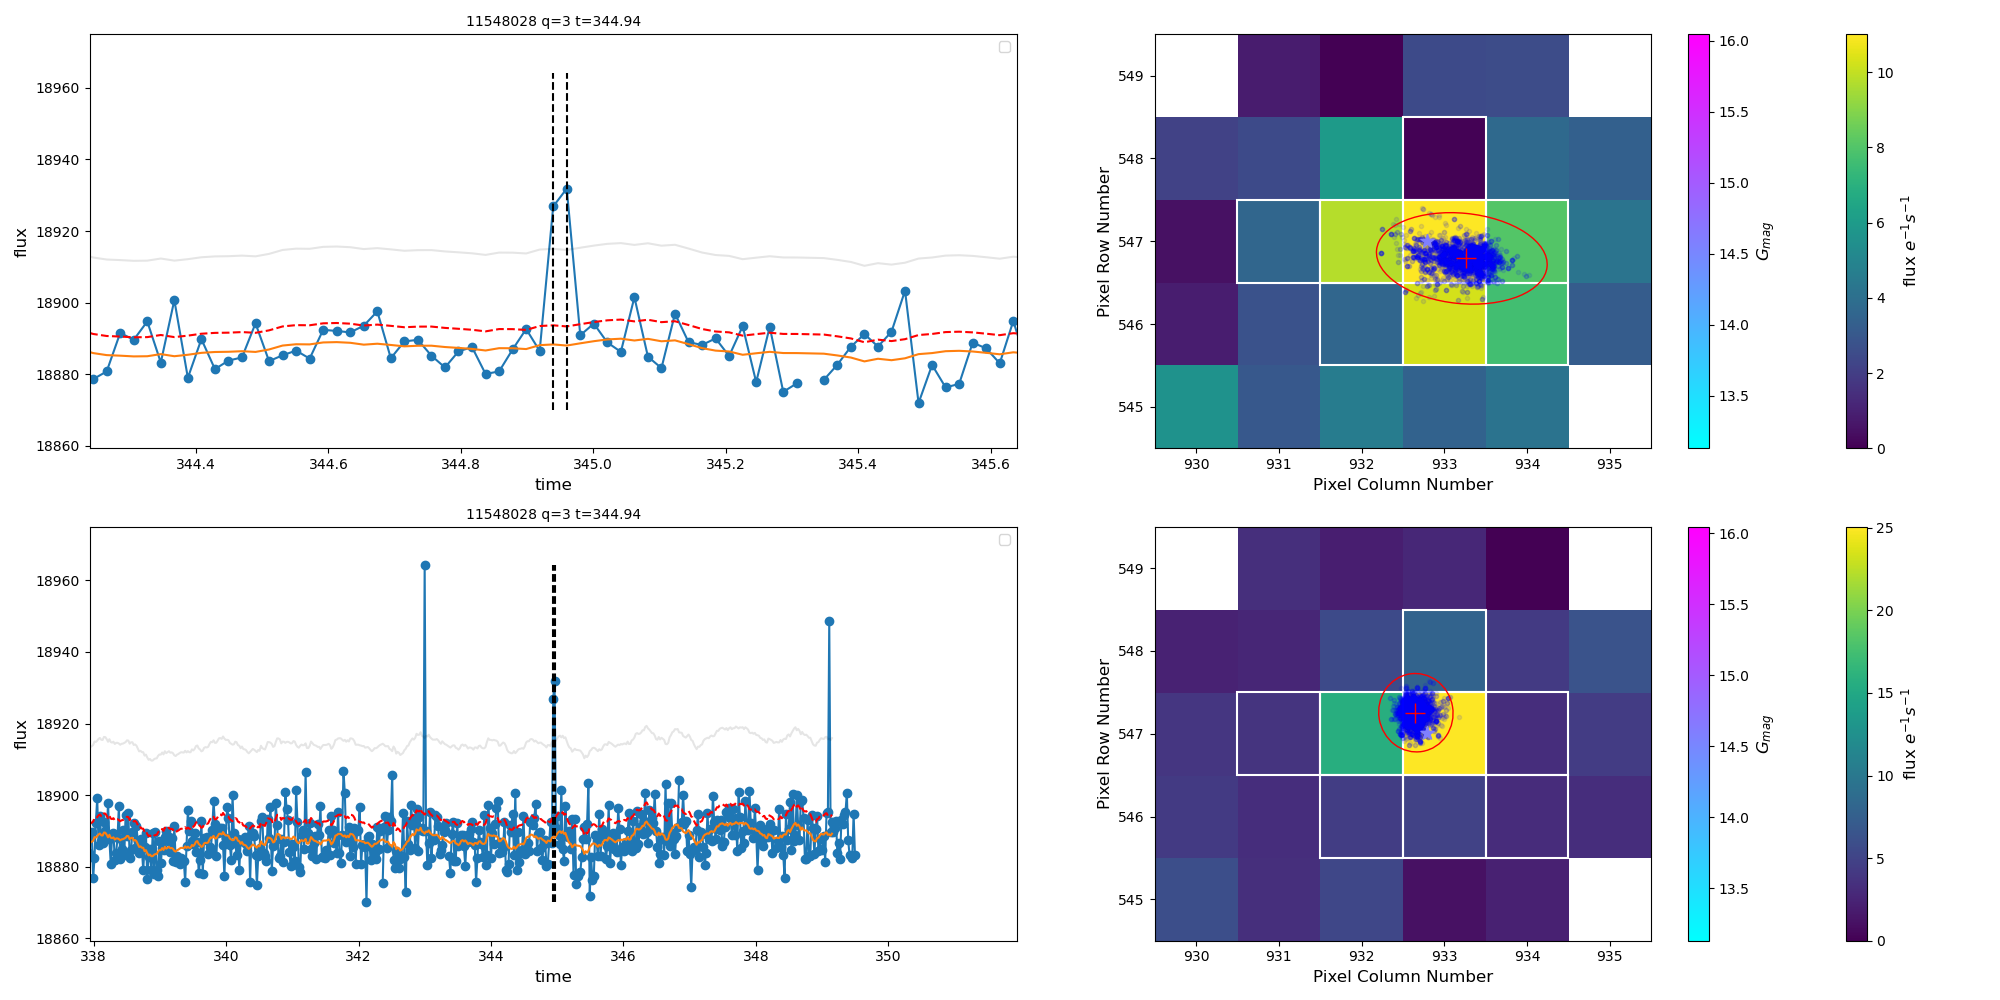 11548028 q=3 t=344.94
flux
18960
18940
18920
18900
18880
18860
344.4 344.6 344.8 345.0 345.2 345.4 345.6
time
Pixel Row Number
549
548
547
546
545
930 931 932 933 934 935
Pixel Column Number
16.0
15.5
15.0
14.5
14.0
13.5
G_mag
10
8
6
4
2
0
flux e⁻¹s⁻¹
11548028 q=3 t=344.94
flux
18960
18940
18920
18900
18880
18860
338 340 342 344 346 348 350
time
Pixel Row Number
549
548
547
546
545
930 931 932 933 934 935
Pixel Column Number
16.0
15.5
15.0
14.5
14.0
13.5
G_mag
25
20
15
10
5
0
flux e⁻¹s⁻¹